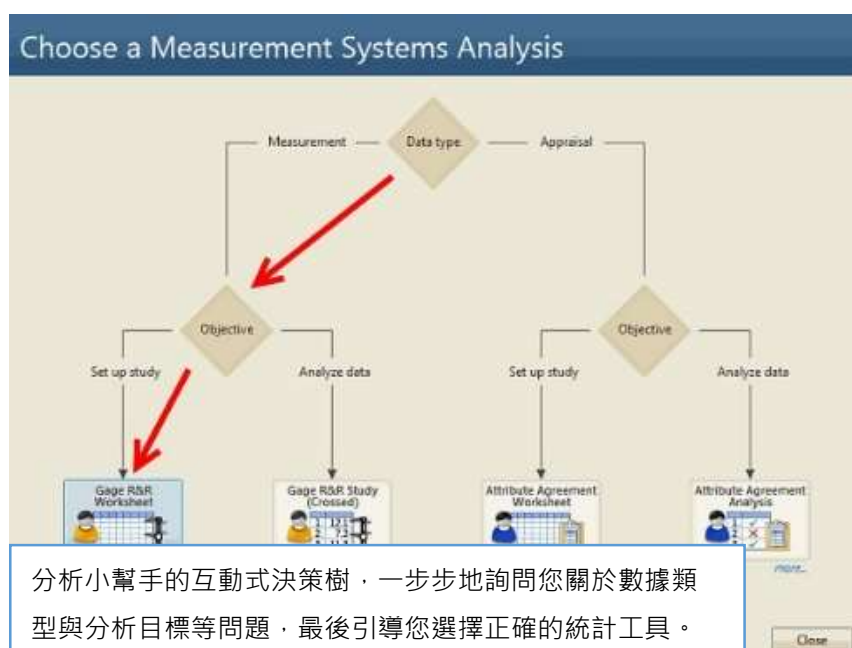 Choose a Measurement Systems Analysis
Measurement
Data type
Appraisal
Objective
Objective
Set up study
Analyze data
Set up study
Analyze data
Gage R&R
Worksheet
Gage R&R Study
(Crossed)
Attribute Agreement
Worksheet
Attribute Agreement
Analysis
more...
分析小幫手的互動式決策樹，一步步地詢問您關於數據類
型與分析目標等問題，最後引導您選擇正確的統計工具。
Close